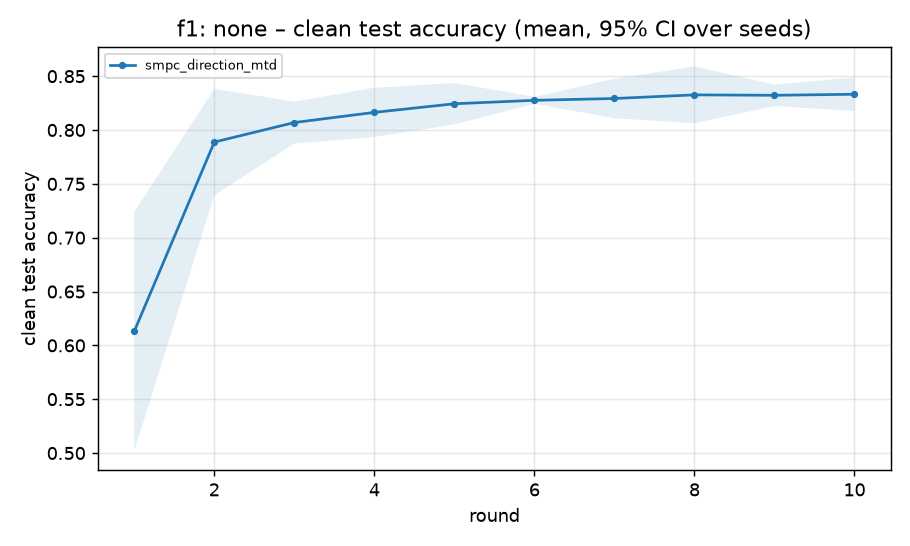 f1: none – clean test accuracy (mean, 95% CI over seeds)
smpc_direction_mtd
clean test accuracy
0.85
0.80
0.75
0.70
0.65
0.60
0.55
0.50
2 4 6 8 10
round